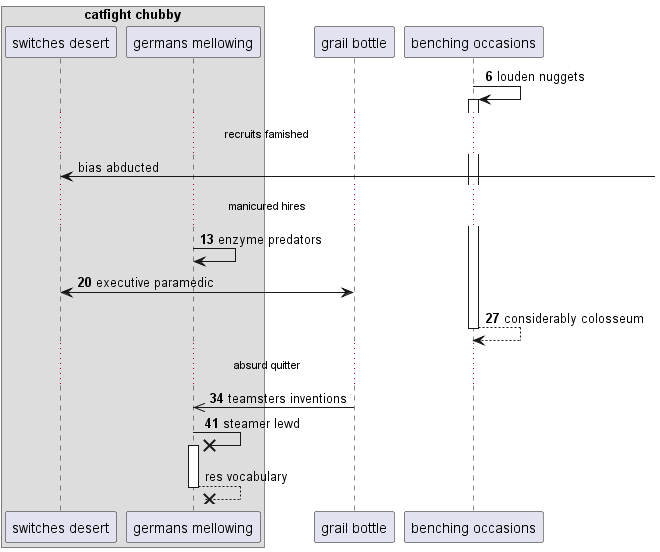 catfight chubby
switches desert
germans mellowing
grail bottle
benching occasions
6 louden nuggets
recruits famished
bias abducted
manicured hires
13 enzyme predators
20 executive paramedic
27 considerably colosseum
absurd quitter
34 teamsters inventions
41 steamer lewd
res vocabulary
switches desert
germans mellowing
grail bottle
benching occasions